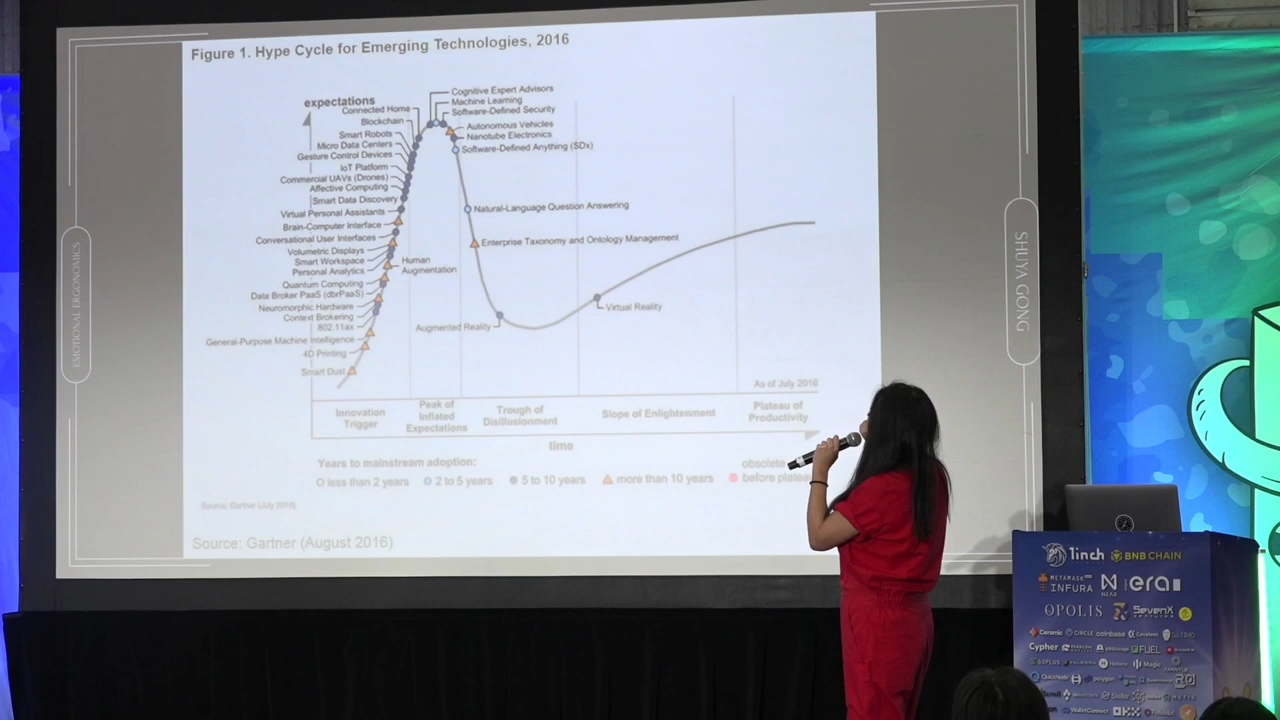 Figure 1. Hype Cycle for Emerging Technologies, 2016
expectations
Cognitive Expert Advisors
Machine Learning
Software-Defined Security
Connected Home
Blockchain
Autonomous Vehicles
Nanotube Electronics
Software-Defined Anything (SDx)
Smart Robots
Micro Data Centers
Gesture Control Devices
IoT Platform
Commercial UAVs (Drones)
Affective Computing
Smart Data Discovery
Virtual Personal Assistants
Natural-Language Question Answering
Brain-Computer Interface
Conversational User Interfaces
Enterprise Taxonomy and Ontology Management
Volumetric Displays
Smart Workspace
Human
Augmentation
Personal Analytics
Quantum Computing
Data Broker PaaS (dbrPaaS)
Neuromorphic Hardware
Virtual Reality
Context Brokering
802.11ax
Augmented Reality
General-Purpose Machine Intelligence
4D Printing
Smart Dust
As of July 2016
Innovation
Trigger
Peak of
Inflated
Expectations
Trough of
Disillusionment
Slope of Enlightenment
Plateau of
Productivity
time
Years to mainstream adoption:
less than 2 years
2 to 5 years
5 to 10 years
more than 10 years
obsolete
before plateau
Source: Gartner (July 2016)
Source: Gartner (August 2016)
EMOTIONAL ERGONOMICS
SHUYA GONG
1inch
BNB CHAIN
METAMASK
INFURA
NEAR
era
OPOLIS
SevenX
VENTURES
Ceramic
CIRCLE
coinbase
Covalent
Cypher
FUEL
GOPLUS
Magic
QuickNode
polygon
Stellar
WalletConnect